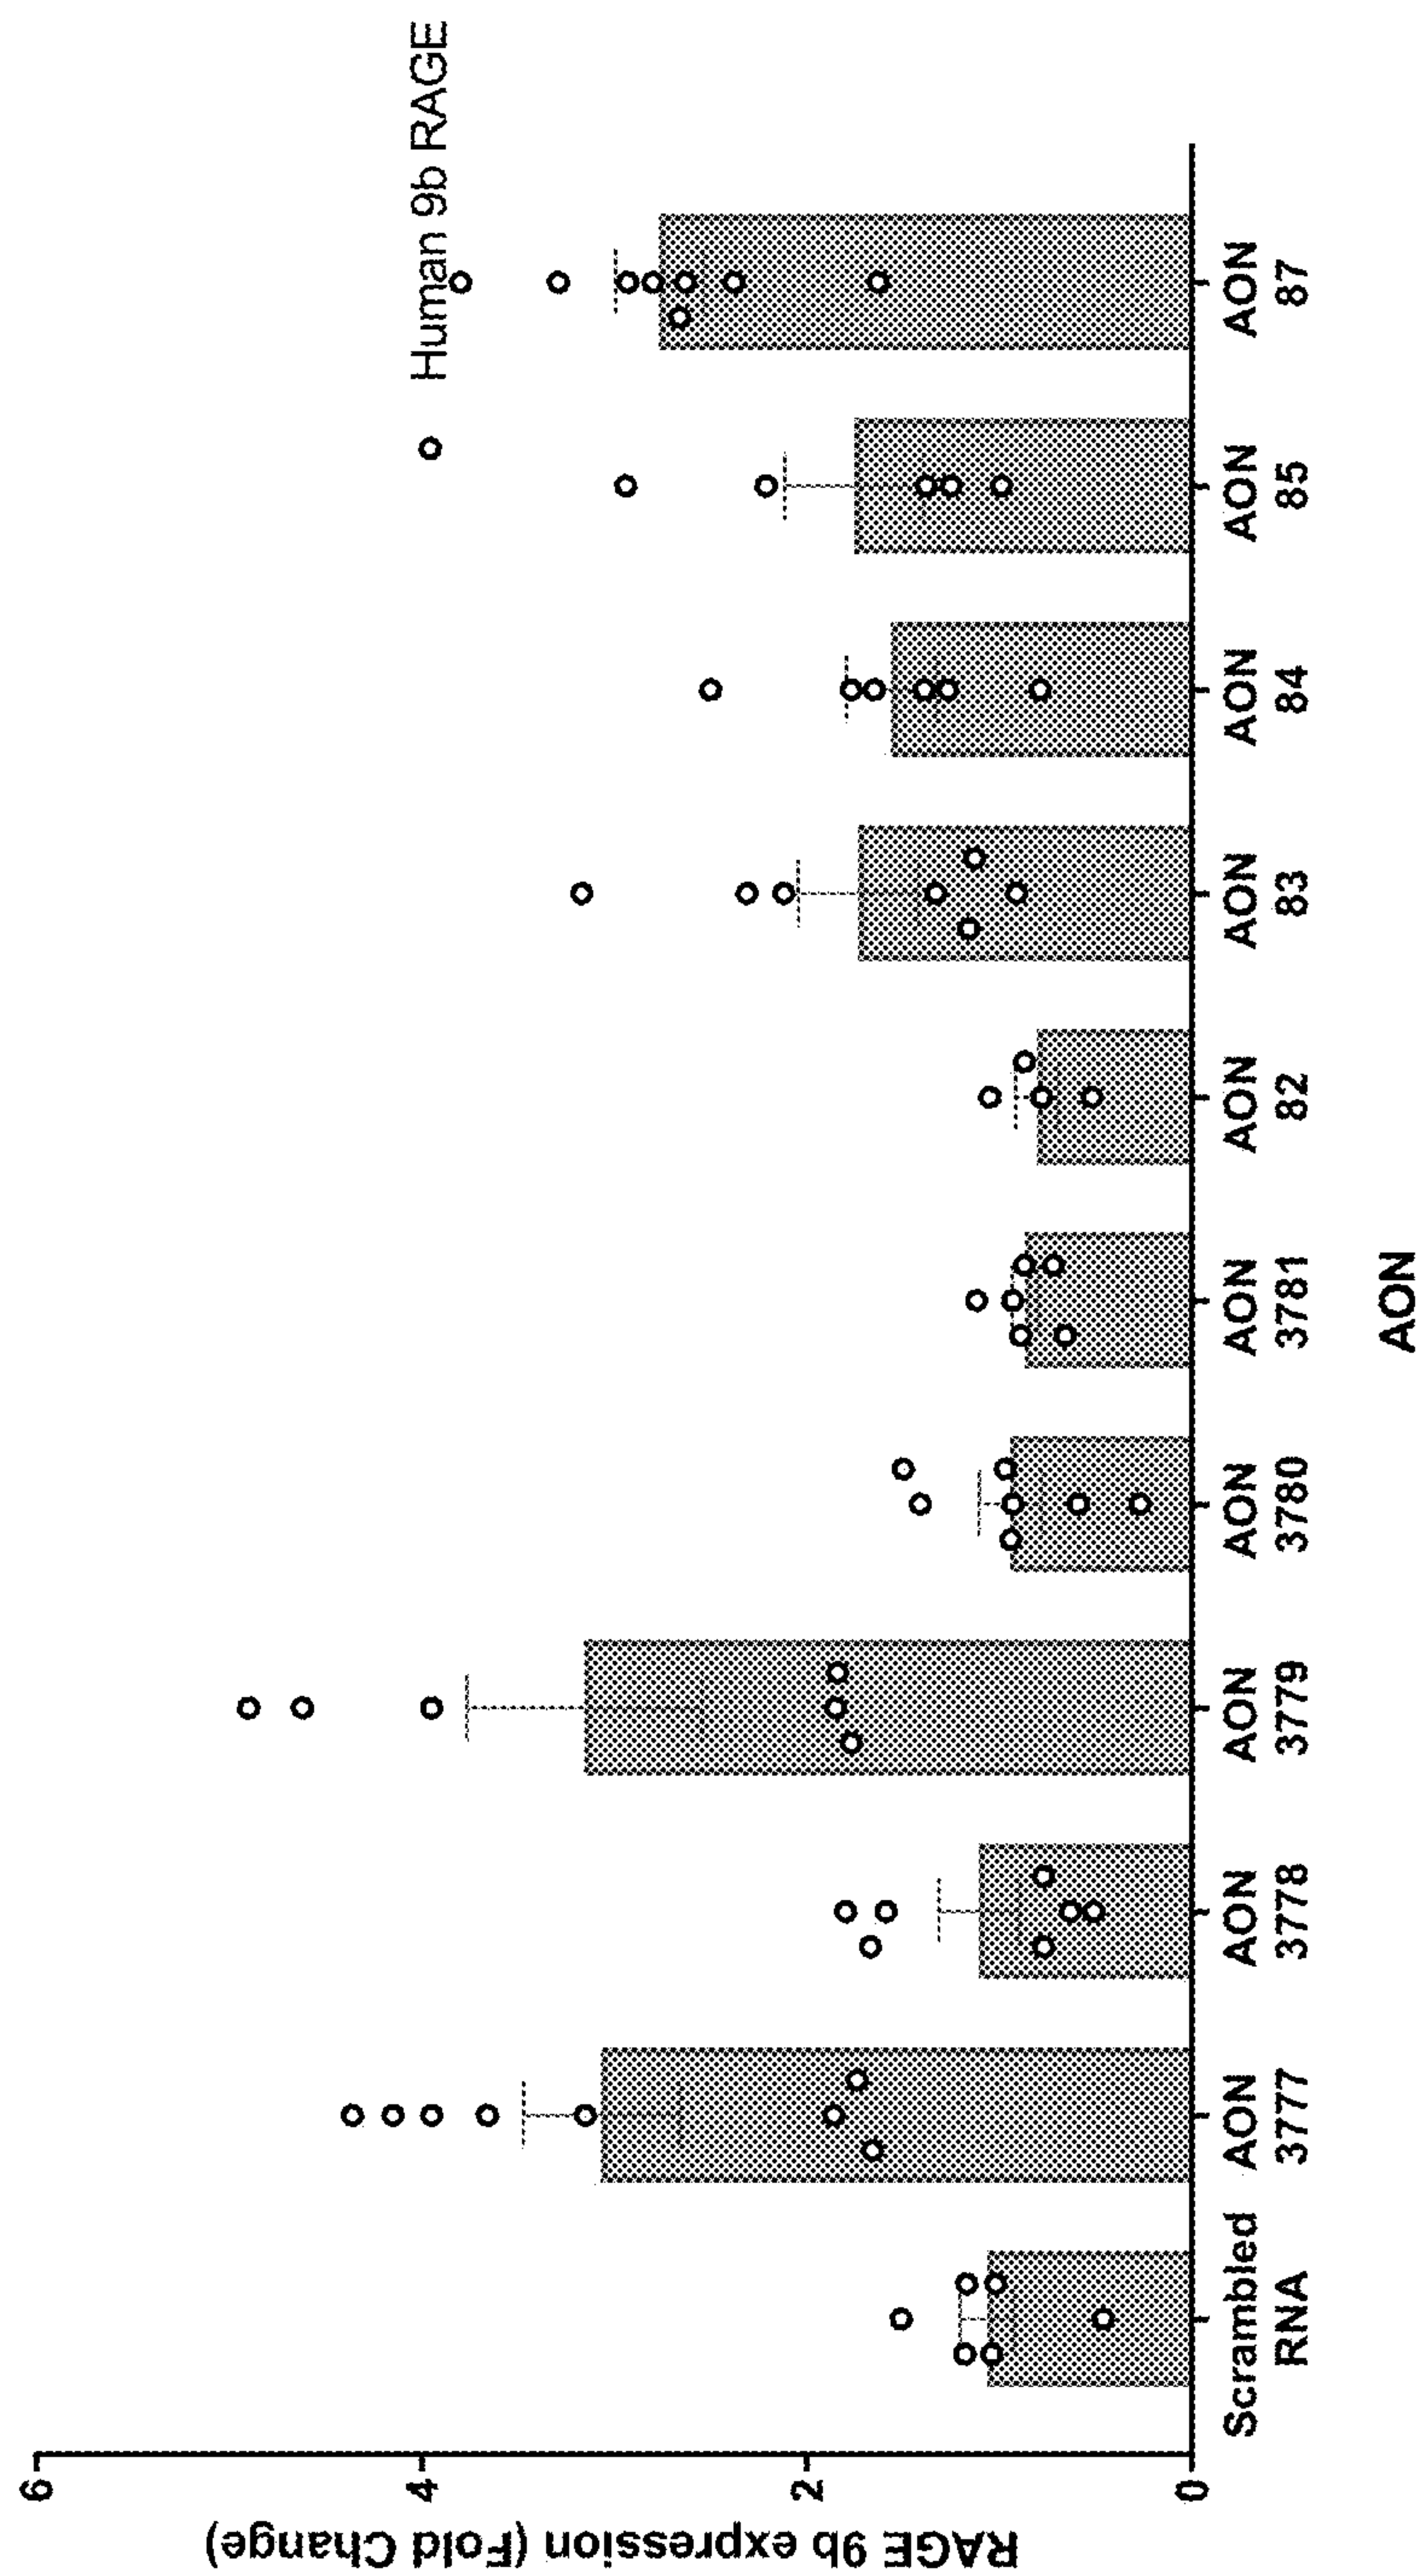 RAGE 9b expression (Fold Change)
6
4
2
0
Human 9b RAGE
Scrambled
RNA
AON
3777
AON
3778
AON
3779
AON
3780
AON
3781
AON
82
AON
83
AON
84
AON
85
AON
87
AON